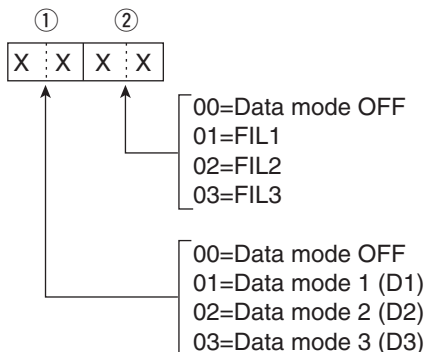 ① ②
X X X X
00=Data mode OFF
01=FIL1
02=FIL2
03=FIL3
00=Data mode OFF
01=Data mode 1 (D1)
02=Data mode 2 (D2)
03=Data mode 3 (D3)